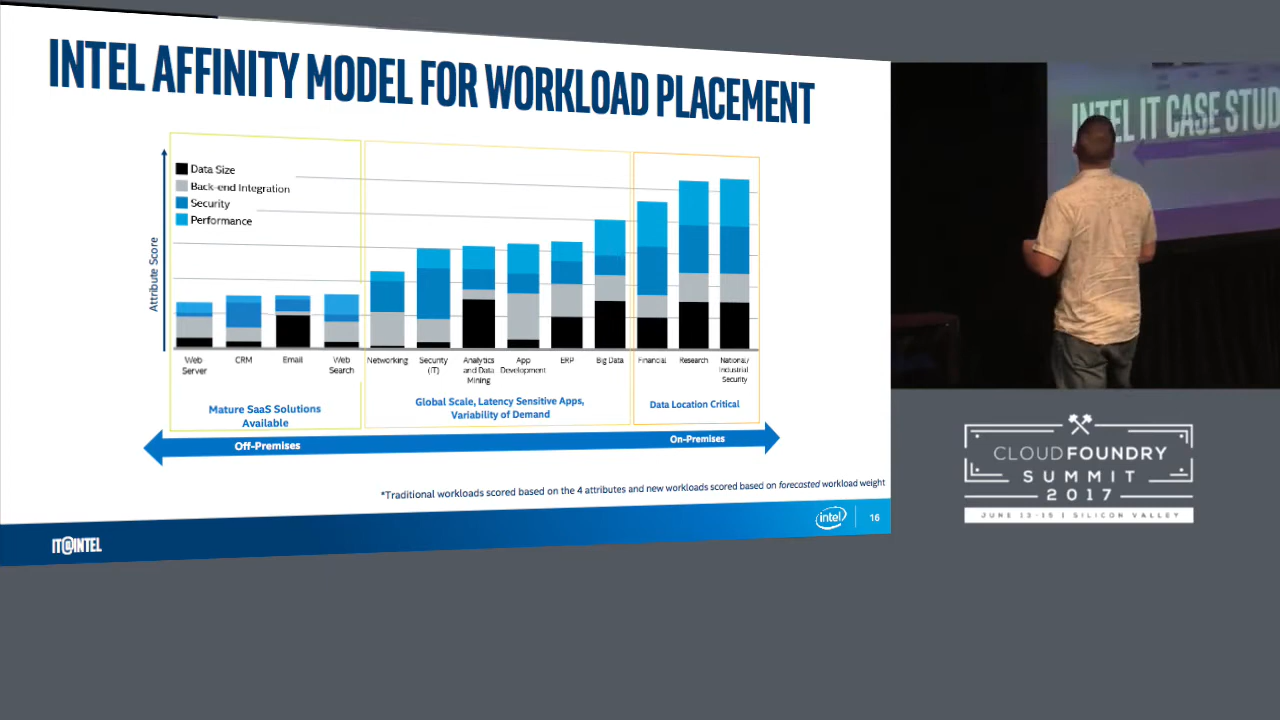 INTEL AFFINITY MODEL FOR WORKLOAD PLACEMENT
Attribute Score
Data Size
Back-end Integration
Security
Performance
Web
Server
CRM
Email
Web
Search
Networking
Security
(IT)
Analytics
and Data
Mining
App
Development
ERP
Big Data
Financial
Research
National/
Industrial
Security
Mature SaaS Solutions
Available
Global Scale, Latency Sensitive Apps,
Variability of Demand
Data Location Critical
Off-Premises
On-Premises
*Traditional workloads scored based on the 4 attributes and new workloads scored based on forecasted workload weight
IT@INTEL
intel
16
INTEL IT CASE STUD
CLOUDFOUNDRY
SUMMIT
2017
JUNE 13-15 | SILICON VALLEY